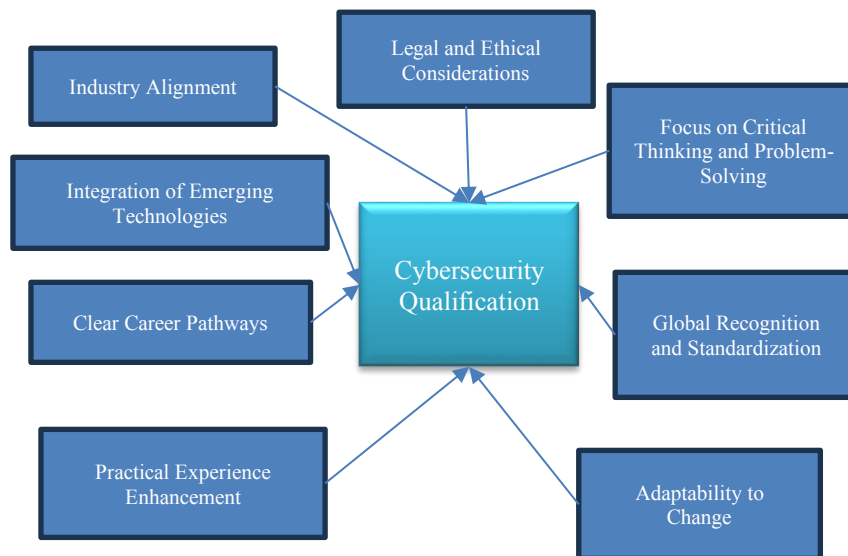 Legal and Ethical
Considerations
Industry Alignment
Focus on Critical
Thinking and Problem-
Solving
Integration of Emerging
Technologies
Cybersecurity
Qualification
Clear Career Pathways
Global Recognition
and Standardization
Practical Experience
Enhancement
Adaptability to
Change